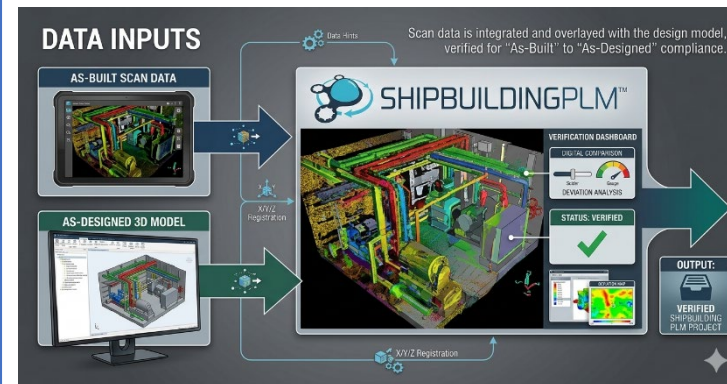 DATA INPUTS
Data Hints
Scan data is integrated and overlayed with the design model,
verified for "As-Built" to "As-Designed" compliance.
AS-BUILT SCAN DATA
SHIPBUILDINGPLM™
VERIFICATION DASHBOARD
DIGITAL COMPARISON
Gauge
DEVIATION ANALYSIS
X/Y/Z
Registration
AS-DESIGNED 3D MODEL
STATUS: VERIFIED
OUTPUT:
VERIFIED
SHIPBUILDING
PLM PROJECT
X/Y/Z Registration